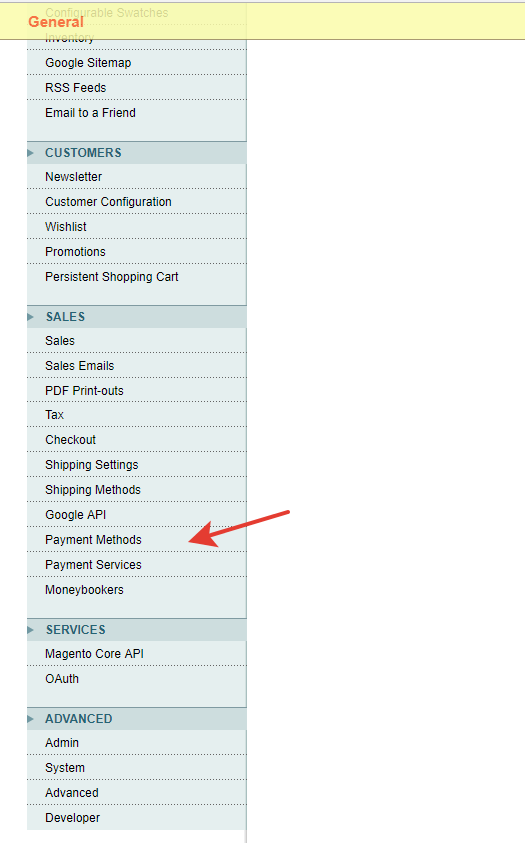 Configurable Swatches
General
Inventory
Google Sitemap
RSS Feeds
Email to a Friend
CUSTOMERS
Newsletter
Customer Configuration
Wishlist
Promotions
Persistent Shopping Cart
SALES
Sales
Sales Emails
PDF Print-outs
Tax
Checkout
Shipping Settings
Shipping Methods
Google API
Payment Methods
Payment Services
Moneybookers
SERVICES
Magento Core API
OAuth
ADVANCED
Admin
System
Advanced
Developer